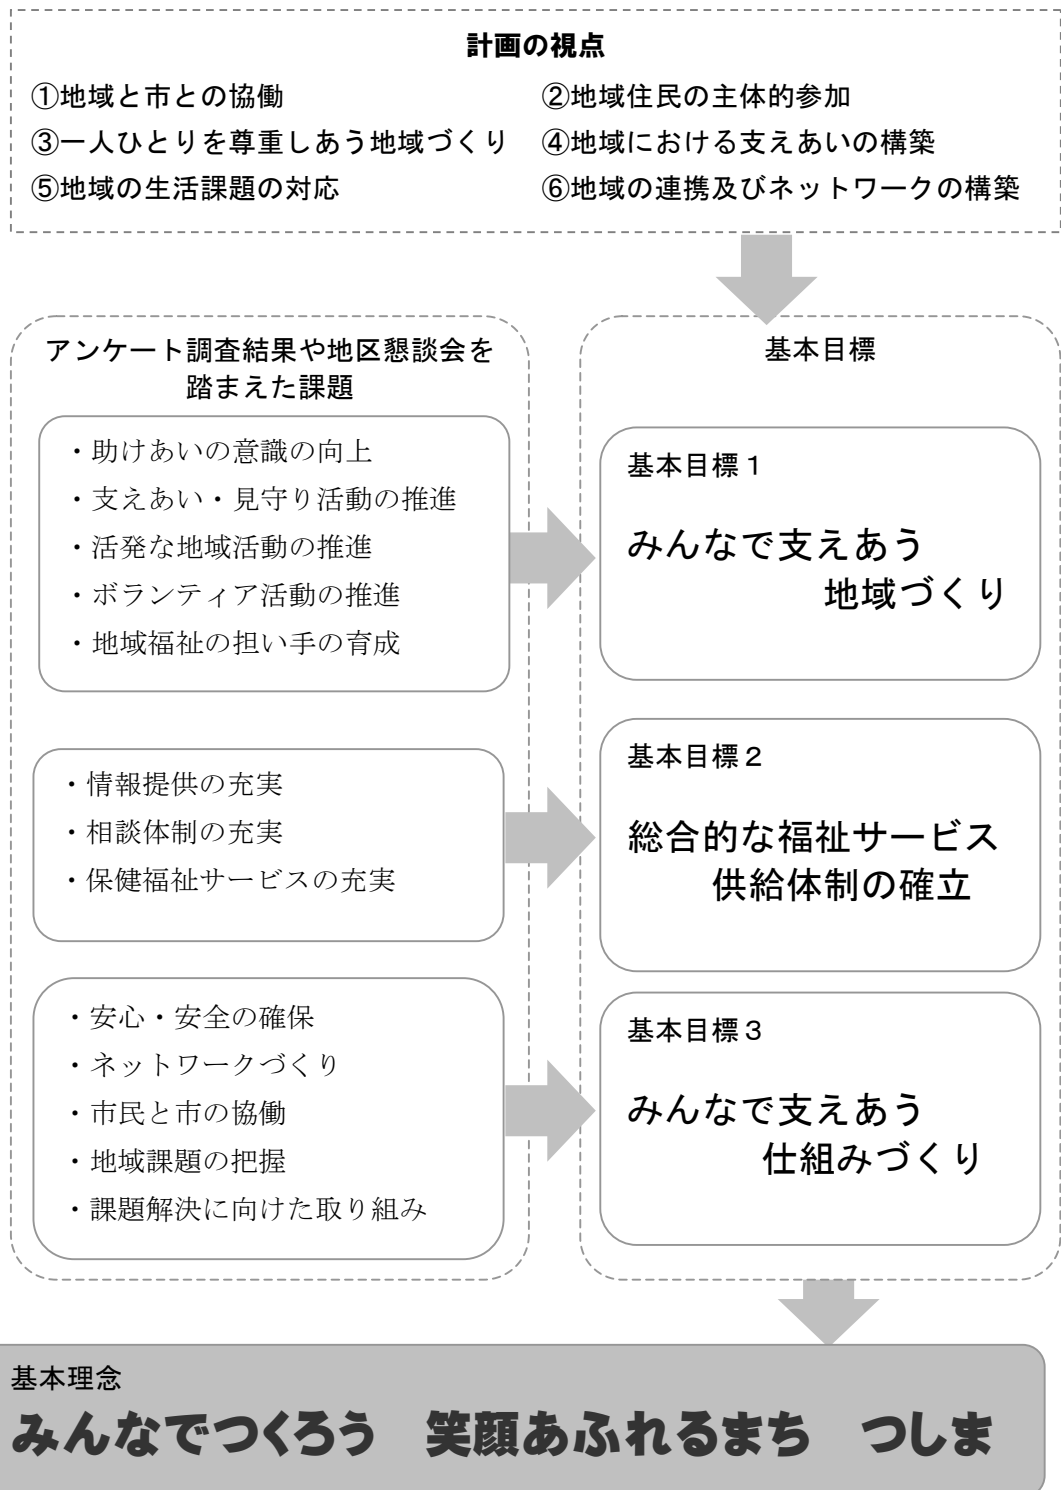 計画の視点
①地域と市との協働
②地域住民の主体的参加
③一人ひとりを尊重しあう地域づくり
④地域における支えあいの構築
⑤地域の生活課題の対応
⑥地域の連携及びネットワークの構築
アンケート調査結果や地区懇談会を
踏まえた課題
・助けあいの意識の向上
・支えあい・見守り活動の推進
・活発な地域活動の推進
・ボランティア活動の推進
・地域福祉の担い手の育成
・情報提供の充実
・相談体制の充実
・保健福祉サービスの充実
・安心・安全の確保
・ネットワークづくり
・市民と市の協働
・地域課題の把握
・課題解決に向けた取り組み
基本目標
基本目標１
みんなで支えあう
地域づくり
基本目標２
総合的な福祉サービス
供給体制の確立
基本目標３
みんなで支えあう
仕組みづくり
基本理念
みんなでつくろう　笑顔あふれるまち　つしま